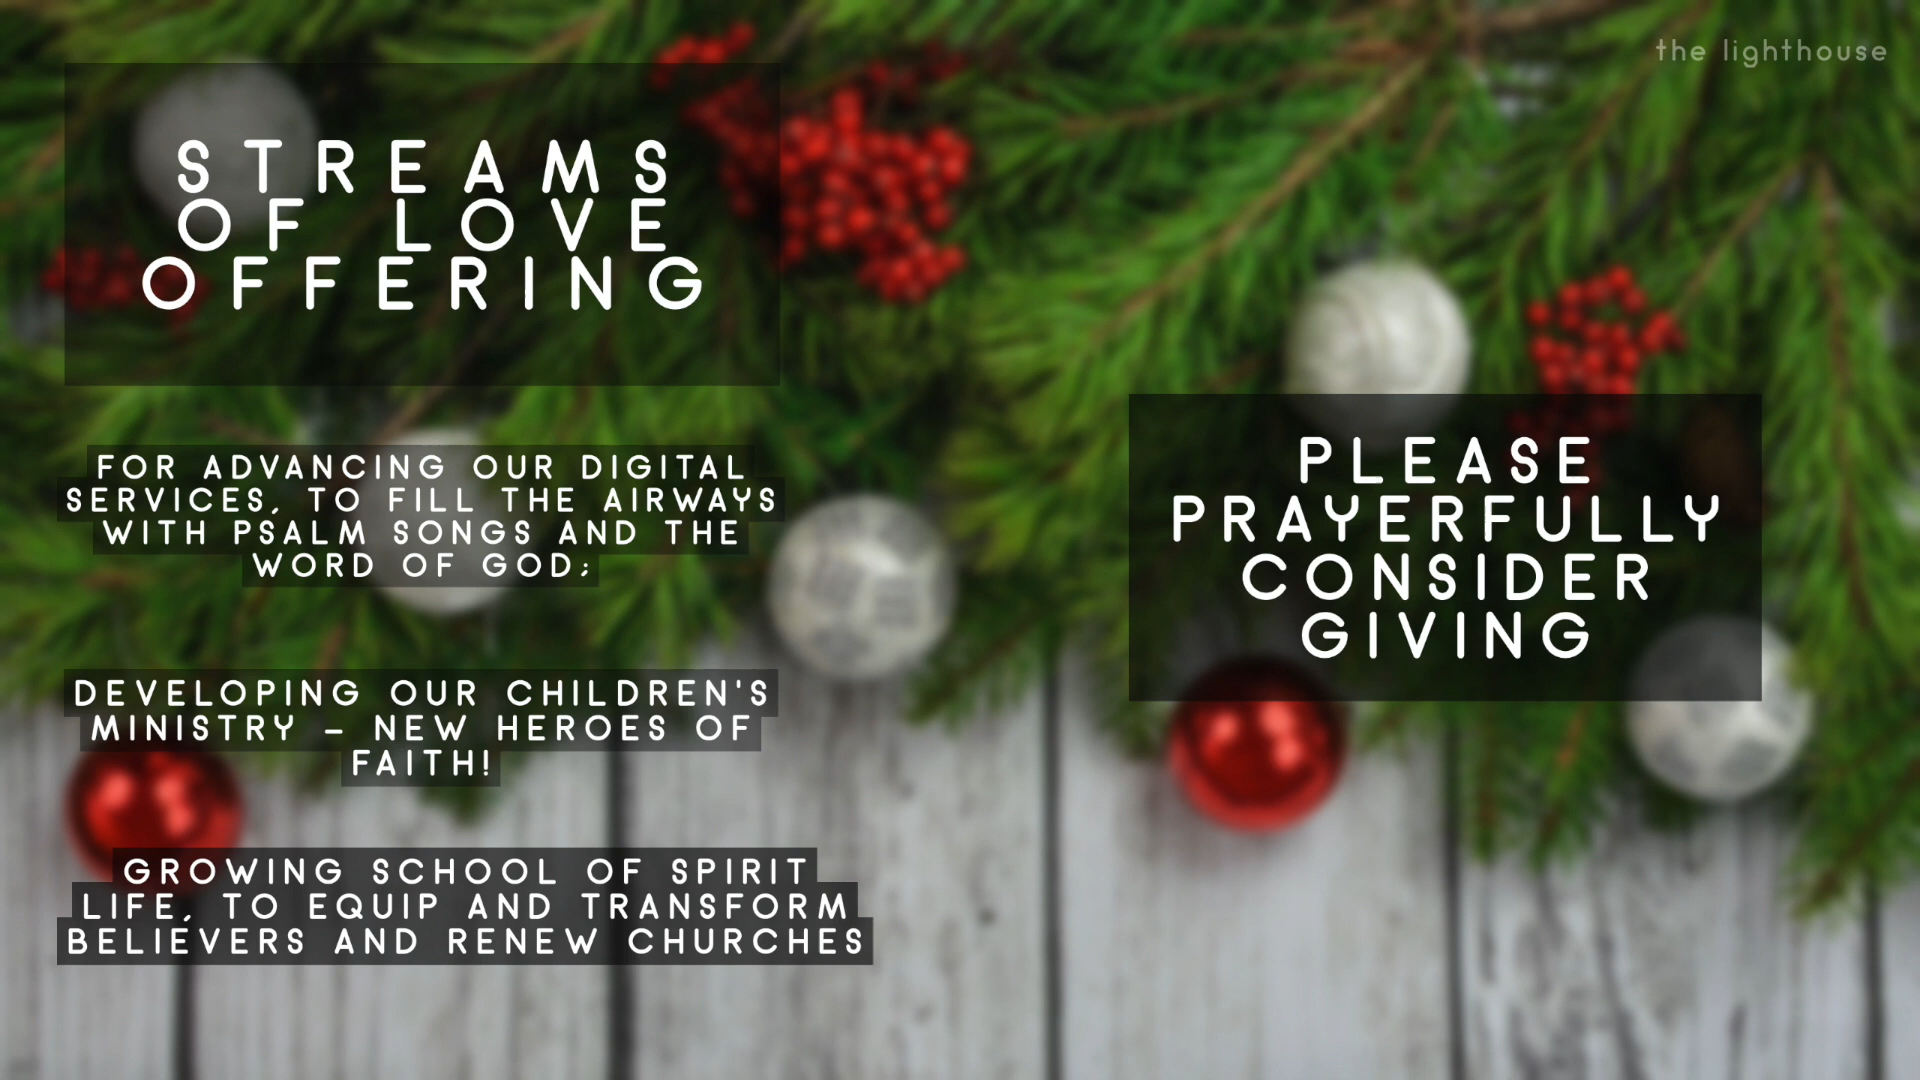 the lighthouse
STREAMS
OF LOVE
OFFERING
FOR ADVANCING OUR DIGITAL
SERVICES, TO FILL THE AIRWAYS
WITH PSALM SONGS AND THE
WORD OF GOD;
DEVELOPING OUR CHILDREN'S
MINISTRY – NEW HEROES OF
FAITH!
GROWING SCHOOL OF SPIRIT
LIFE, TO EQUIP AND TRANSFORM
BELIEVERS AND RENEW CHURCHES
PLEASE
PRAYERFULLY
CONSIDER
GIVING